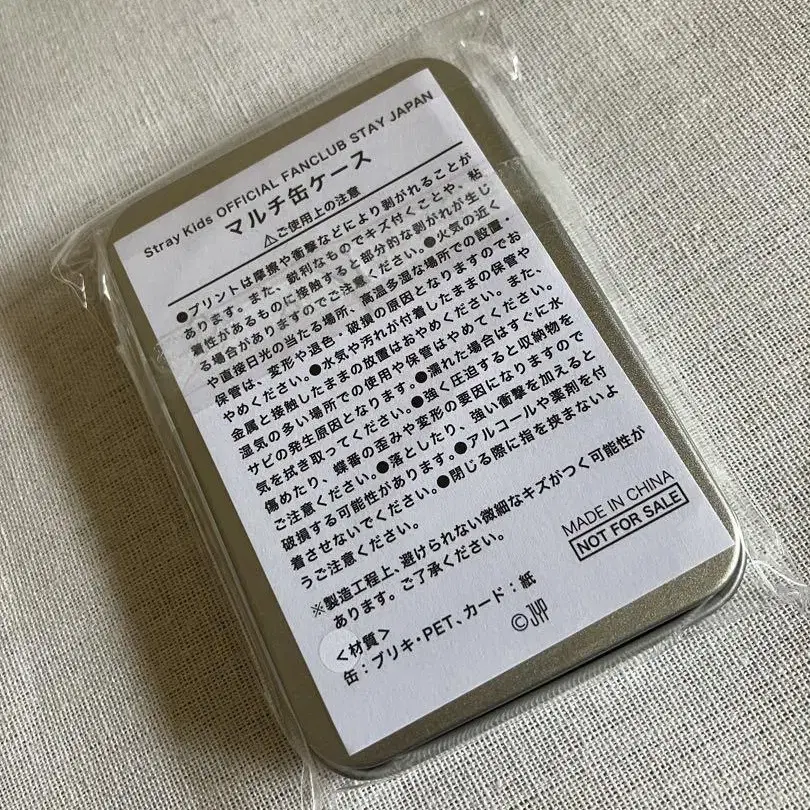 Stray Kids OFFICIAL FANCLUB STAY JAPAN
マルチ缶ケース
⚠ご使用上の注意
●プリントは摩擦や衝撃などにより剥がれることが
あります。また、鋭利なものでキズ付くことや、粘
着性があるものに接触すると部分的な剥がれが生じ
る場合がありますのでご注意ください。●火気の近く
や直接日光の当たる場所、高温多湿な場所での設置・
保管は、変形や退色・破損の原因となりますのでお
やめください。●水気や汚れが付着したままの保管や
金属と接触したままの放置はおやめください。また、
湿気の多い場所での使用や保管はやめてください。
サビの発生原因となります。●濡れた場合はすぐに水
気を拭き取ってください。●強く圧迫すると収納物を
傷めたり、蝶番の歪みや変形の要因になりますので
ご注意ください。●落としたり、強い衝撃を加えると
破損する可能性があります。●アルコールや薬剤を付
着させないでください。●閉じる際に指を挟まないよ
うご注意ください。
※製造工程上、避けられない微細なキズがつく可能性が
あります。ご了承ください。
<材質>
缶：ブリキ・PET、カード：紙
MADE IN CHINA
NOT FOR SALE
©JYP